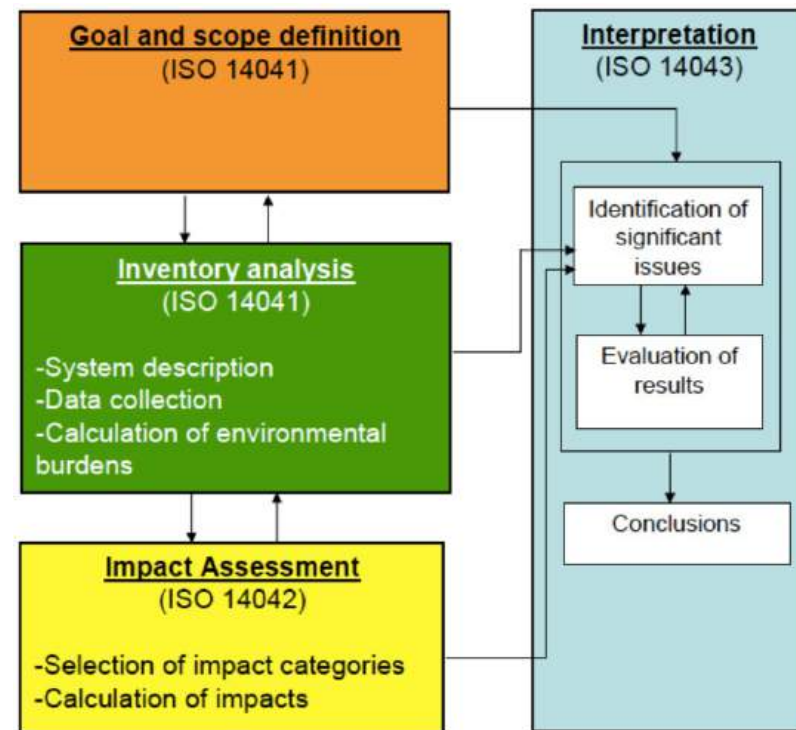 Goal and scope definition
(ISO 14041)
Inventory analysis
(ISO 14041)
-System description
-Data collection
-Calculation of environmental
burdens
Impact Assessment
(ISO 14042)
-Selection of impact categories
-Calculation of impacts
Interpretation
(ISO 14043)
Identification of
significant
issues
Evaluation of
results
Conclusions